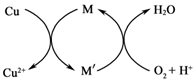 Cu M H₂O
Cu²⁺ M′ O₂ + H⁺